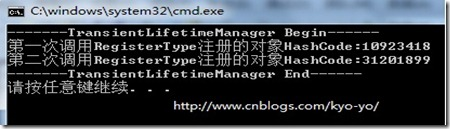 C:\windows\system32\cmd.exe
-------TransientLifetimeManager Begin------
第一次调用RegisterType注册的对象HashCode:10923418
第二次调用RegisterType注册的对象HashCode:31201899
-------TransientLifetimeManager End-----
请按任意键继续. . .
http://www.cnblogs.com/kyo-yo/